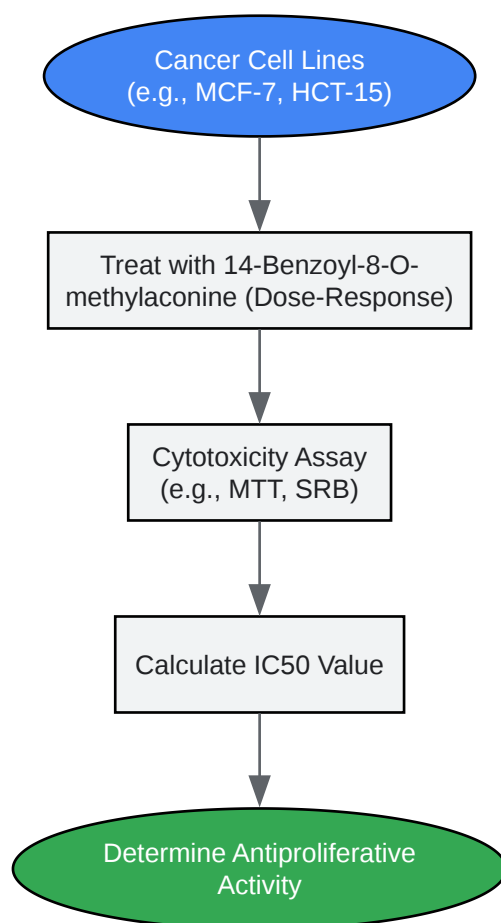 Cancer Cell Lines
(e.g., MCF-7, HCT-15)
Treat with 14-Benzoyl-8-O-
methylaconine (Dose-Response)
Cytotoxicity Assay
(e.g., MTT, SRB)
Calculate IC50 Value
Determine Antiproliferative
Activity